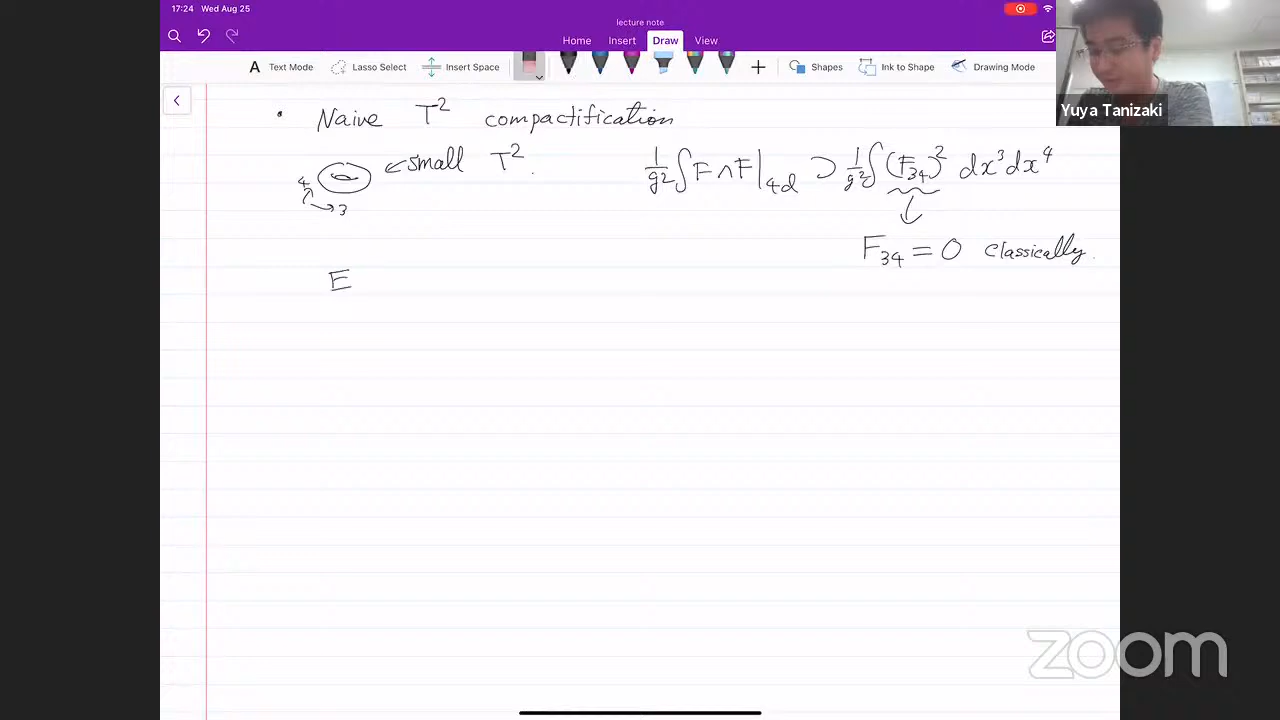 17:24 Wed Aug 25
lecture note
Home Insert Draw View
A Text Mode Lasso Select Insert Space + Shapes Ink to Shape Drawing Mode
Yuya Tanizaki
· Naive T² compactification
4 3 ← small T².
1/g² ∫ F ∧ F |4d ⊃ 1/g² ∫ (F₃₄)² dx³dx⁴
↓
F₃₄ = 0 classically.
E
zoom